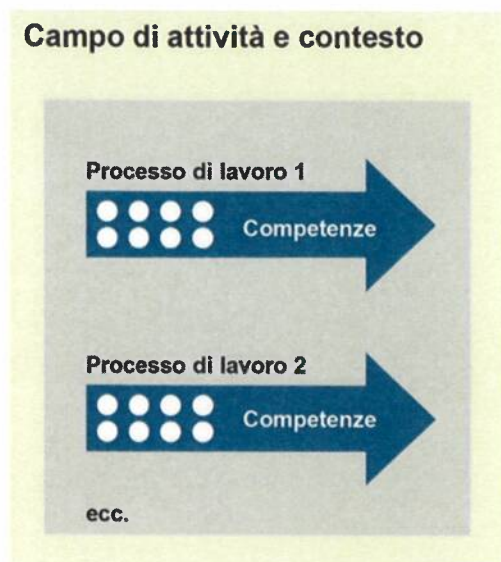 Campo di attività e contesto
Processo di lavoro 1
Competenze
Processo di lavoro 2
Competenze
ecc.